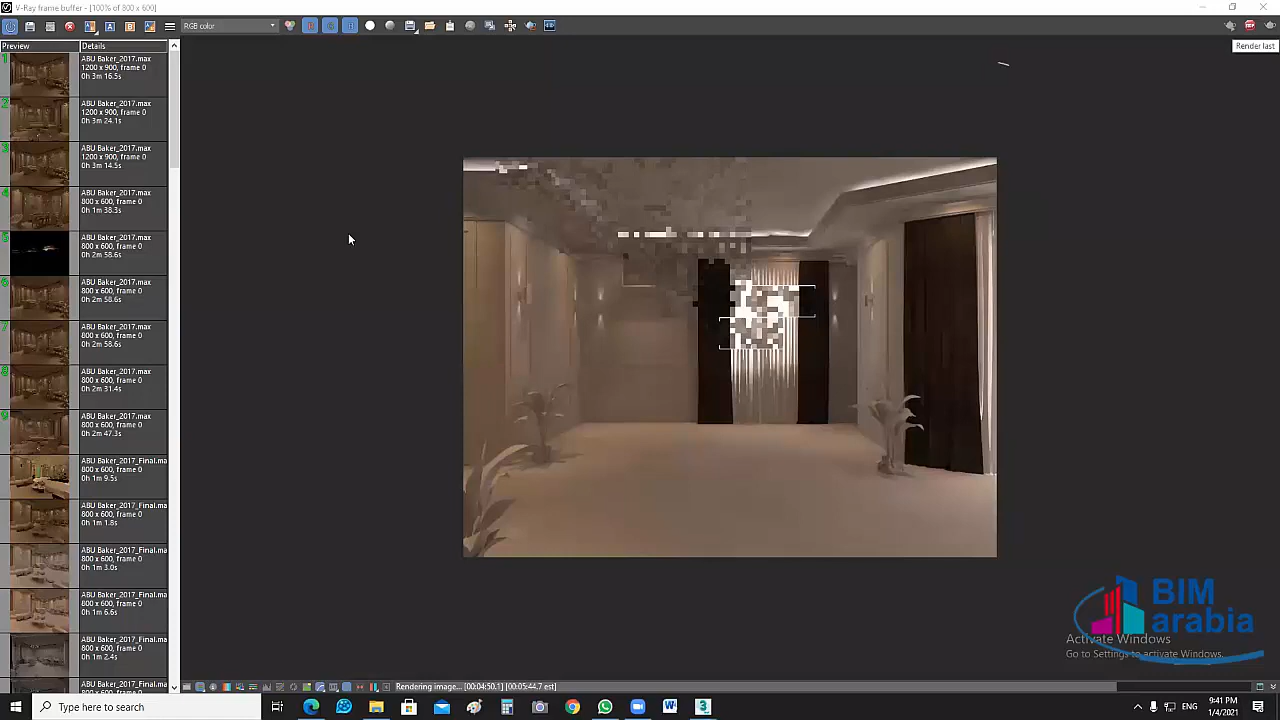 V-Ray frame buffer - [100% of 800 x 600]
RGB color
Render last
Preview Details
1 ABU Baker_2017.max
1200 x 900, frame 0
0h 3m 16.5s
2 ABU Baker_2017.max
1200 x 900, frame 0
0h 3m 24.1s
3 ABU Baker_2017.max
1200 x 900, frame 0
0h 3m 14.5s
4 ABU Baker_2017.max
800 x 600, frame 0
0h 1m 38.3s
5 ABU Baker_2017.max
800 x 600, frame 0
0h 2m 58.6s
6 ABU Baker_2017.max
800 x 600, frame 0
0h 2m 58.6s
7 ABU Baker_2017.max
800 x 600, frame 0
0h 2m 58.6s
8 ABU Baker_2017.max
800 x 600, frame 0
0h 2m 31.4s
9 ABU Baker_2017.max
800 x 600, frame 0
0h 2m 47.3s
ABU Baker_2017_Final.ma
800 x 600, frame 0
0h 1m 9.5s
ABU Baker_2017_Final.ma
800 x 600, frame 0
0h 1m 1.8s
ABU Baker_2017_Final.ma
800 x 600, frame 0
0h 1m 3.0s
ABU Baker_2017_Final.ma
800 x 600, frame 0
0h 1m 6.6s
ABU Baker_2017_Final.ma
800 x 600, frame 0
0h 1m 2.4s
ABU Baker_2017_Final.ma
BIM
arabia
Activate Windows
Go to Settings to activate Windows.
Rendering image... [00:04:50.1] [00:05:44.7 est]
Type here to search
ENG
9:41 PM
1/4/2021